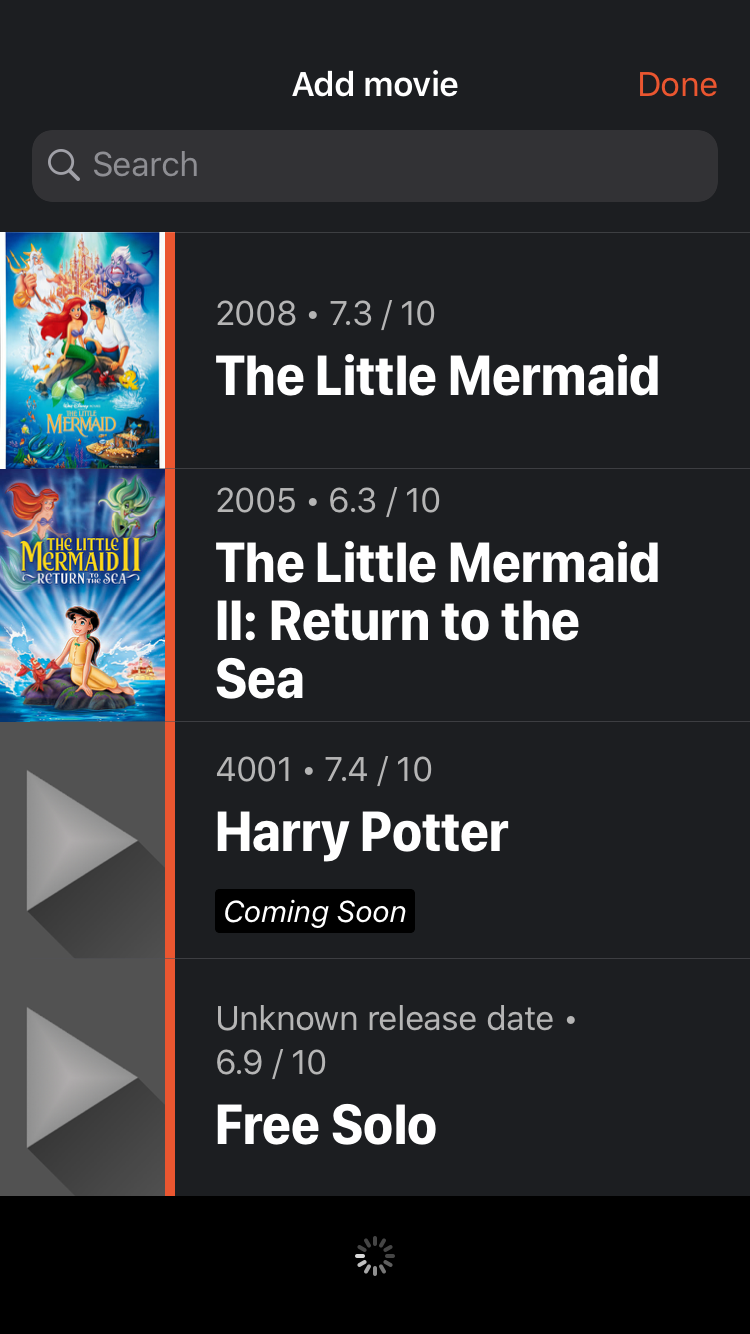 Add movie
Done
Search
2008 • 7.3 / 10
The Little Mermaid
Walt Disney
THE LITTLE
MERMAID
2005 • 6.3 / 10
The Little Mermaid
II: Return to the
Sea
THE LITTLE
MERMAID II
RETURN TO THE SEA
4001 • 7.4 / 10
Harry Potter
Coming Soon
Unknown release date •
6.9 / 10
Free Solo